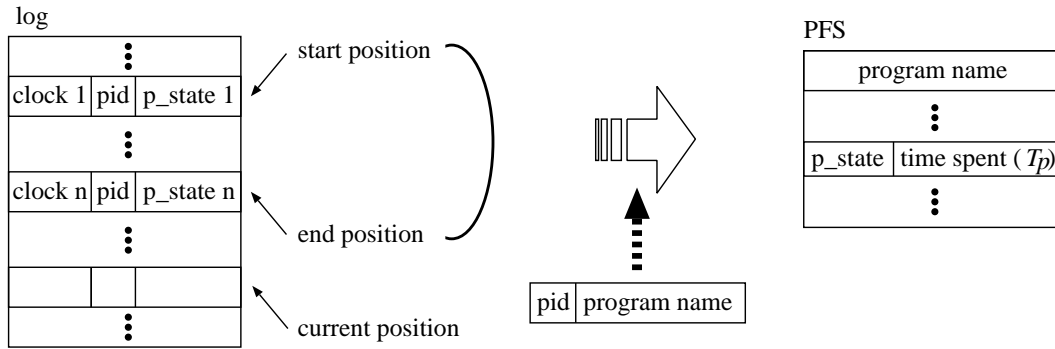 log
clock 1 pid p_state 1
clock n pid p_state n
start position
end position
current position
pid program name
PFS
program name
p_state time spent (Tp)